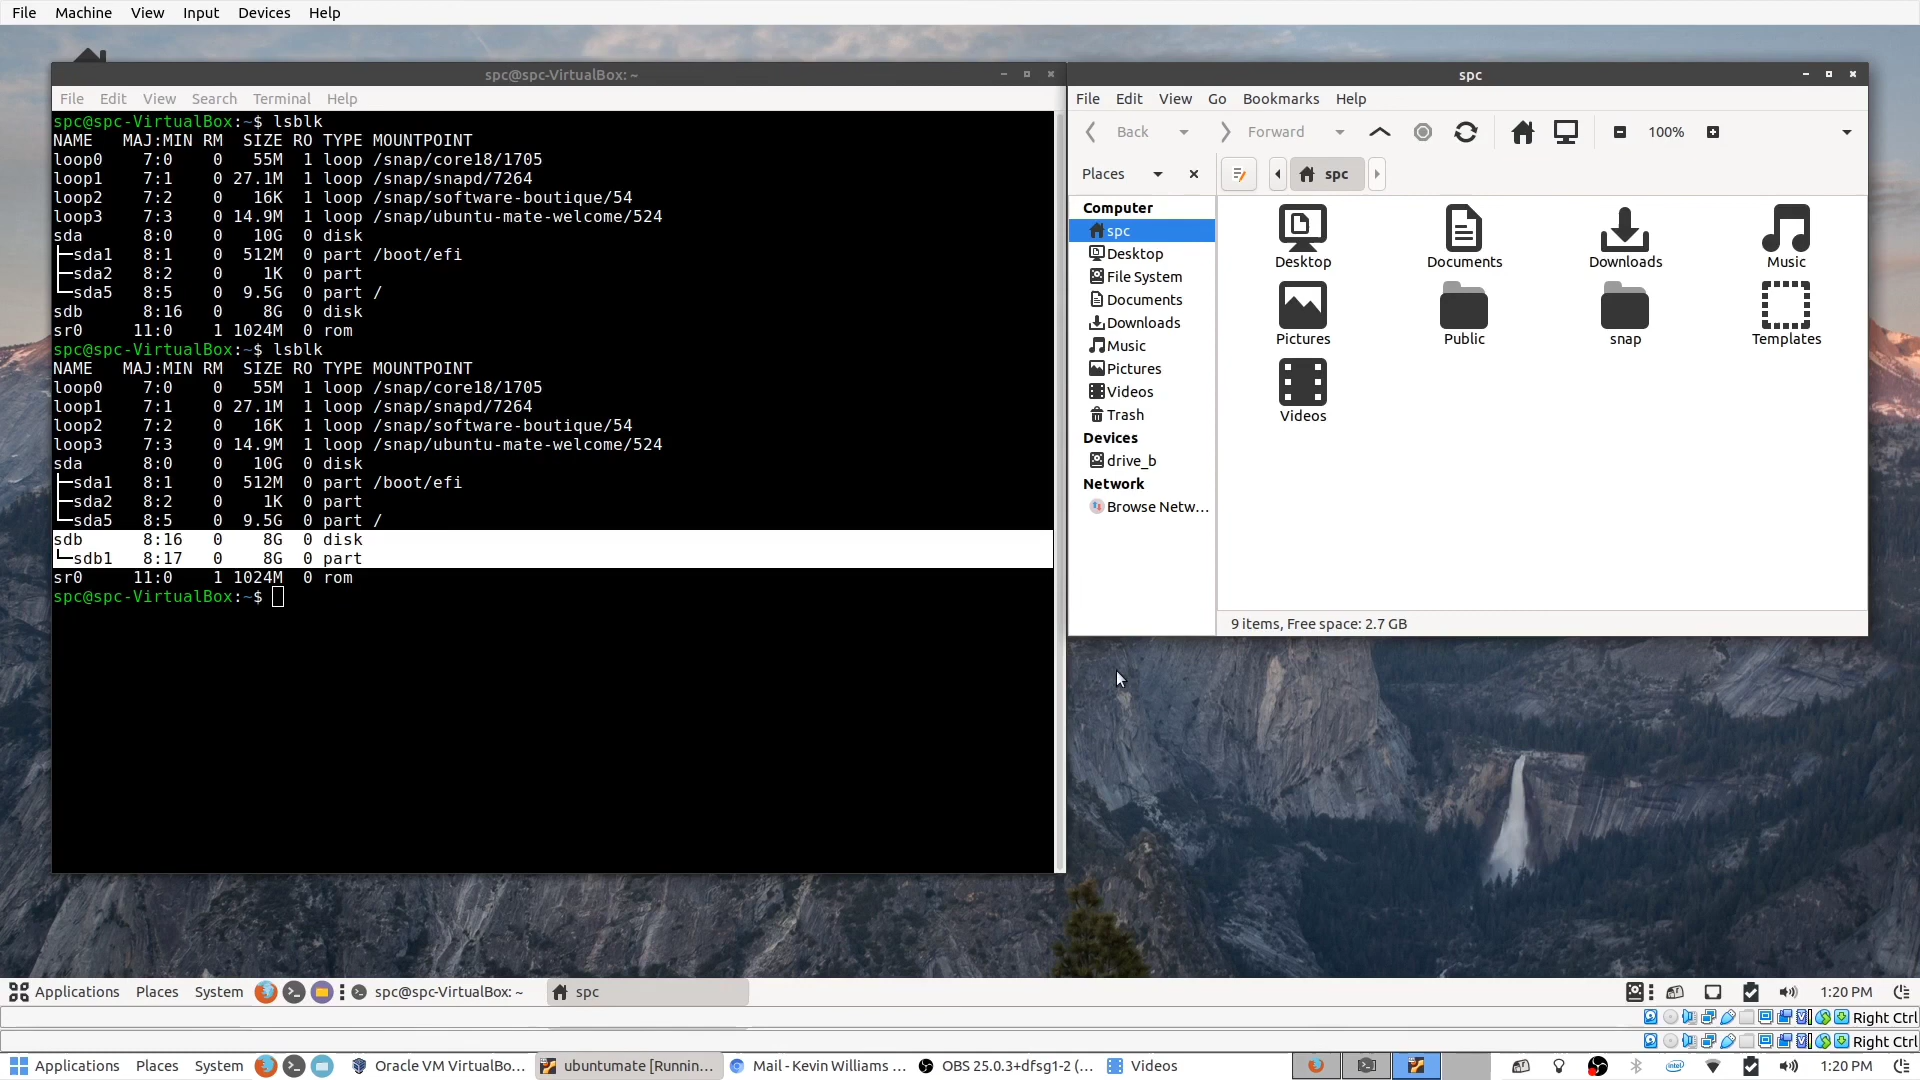 File Machine View Input Devices Help
spc@spc-VirtualBox: ~
File Edit View Search Terminal Help
spc@spc-VirtualBox:~$ lsblk
NAME MAJ:MIN RM SIZE RO TYPE MOUNTPOINT
loop0 7:0 0 55M 1 loop /snap/core18/1705
loop1 7:1 0 27.1M 1 loop /snap/snapd/7264
loop2 7:2 0 16K 1 loop /snap/software-boutique/54
loop3 7:3 0 14.9M 1 loop /snap/ubuntu-mate-welcome/524
sda 8:0 0 10G 0 disk
├─sda1 8:1 0 512M 0 part /boot/efi
├─sda2 8:2 0 1K 0 part
└─sda5 8:5 0 9.5G 0 part /
sdb 8:16 0 8G 0 disk
sr0 11:0 1 1024M 0 rom
spc@spc-VirtualBox:~$ lsblk
NAME MAJ:MIN RM SIZE RO TYPE MOUNTPOINT
loop0 7:0 0 55M 1 loop /snap/core18/1705
loop1 7:1 0 27.1M 1 loop /snap/snapd/7264
loop2 7:2 0 16K 1 loop /snap/software-boutique/54
loop3 7:3 0 14.9M 1 loop /snap/ubuntu-mate-welcome/524
sda 8:0 0 10G 0 disk
├─sda1 8:1 0 512M 0 part /boot/efi
├─sda2 8:2 0 1K 0 part
└─sda5 8:5 0 9.5G 0 part /
sdb 8:16 0 8G 0 disk
└─sdb1 8:17 0 8G 0 part
sr0 11:0 1 1024M 0 rom
spc@spc-VirtualBox:~$
spc
File Edit View Go Bookmarks Help
Back Forward 100%
Places spc
Computer
spc
Desktop
File System
Documents
Downloads
Music
Pictures
Videos
Trash
Devices
drive_b
Network
Browse Netw...
Desktop Documents Downloads Music
Pictures Public snap Templates
Videos
9 items, Free space: 2.7 GB
Applications Places System spc@spc-VirtualBox: ~ spc 1:20 PM
Right Ctrl
Right Ctrl
Applications Places System Oracle VM VirtualBo... ubuntumate [Runnin... Mail - Kevin Williams ... OBS 25.0.3+dfsg1-2 (... Videos 1:20 PM